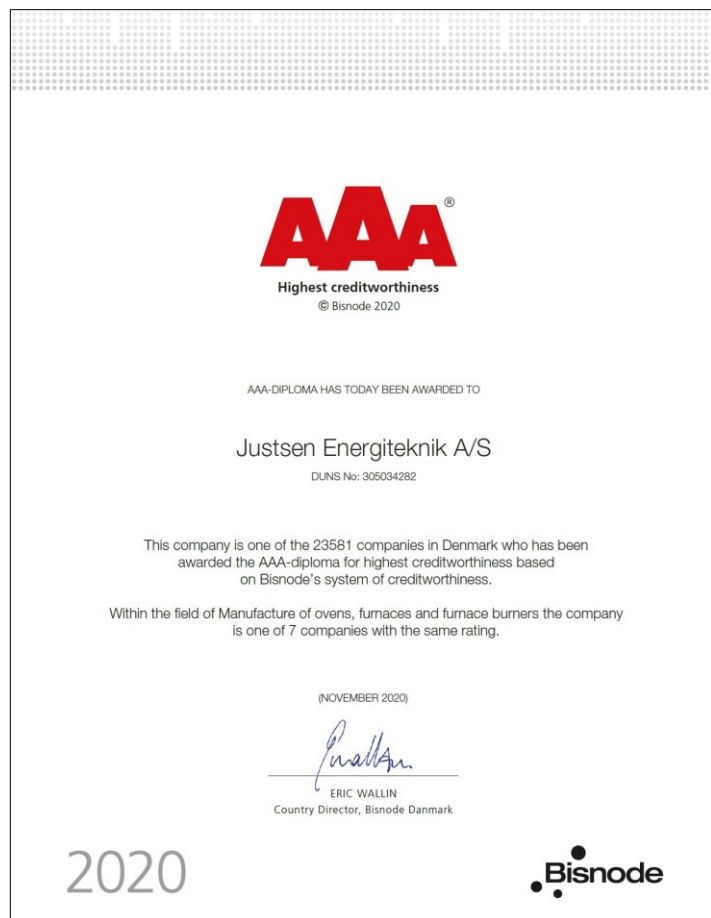 AAA®
Highest creditworthiness
© Bisnode 2020
AAA-DIPLOMA HAS TODAY BEEN AWARDED TO
Justsen Energiteknik A/S
DUNS No: 305034282
This company is one of the 23581 companies in Denmark who has been
awarded the AAA-diploma for highest creditworthiness based
on Bisnode's system of creditworthiness.
Within the field of Manufacture of ovens, furnaces and furnace burners the company
is one of 7 companies with the same rating.
(NOVEMBER 2020)
ERIC WALLIN
Country Director, Bisnode Danmark
2020
Bisnode